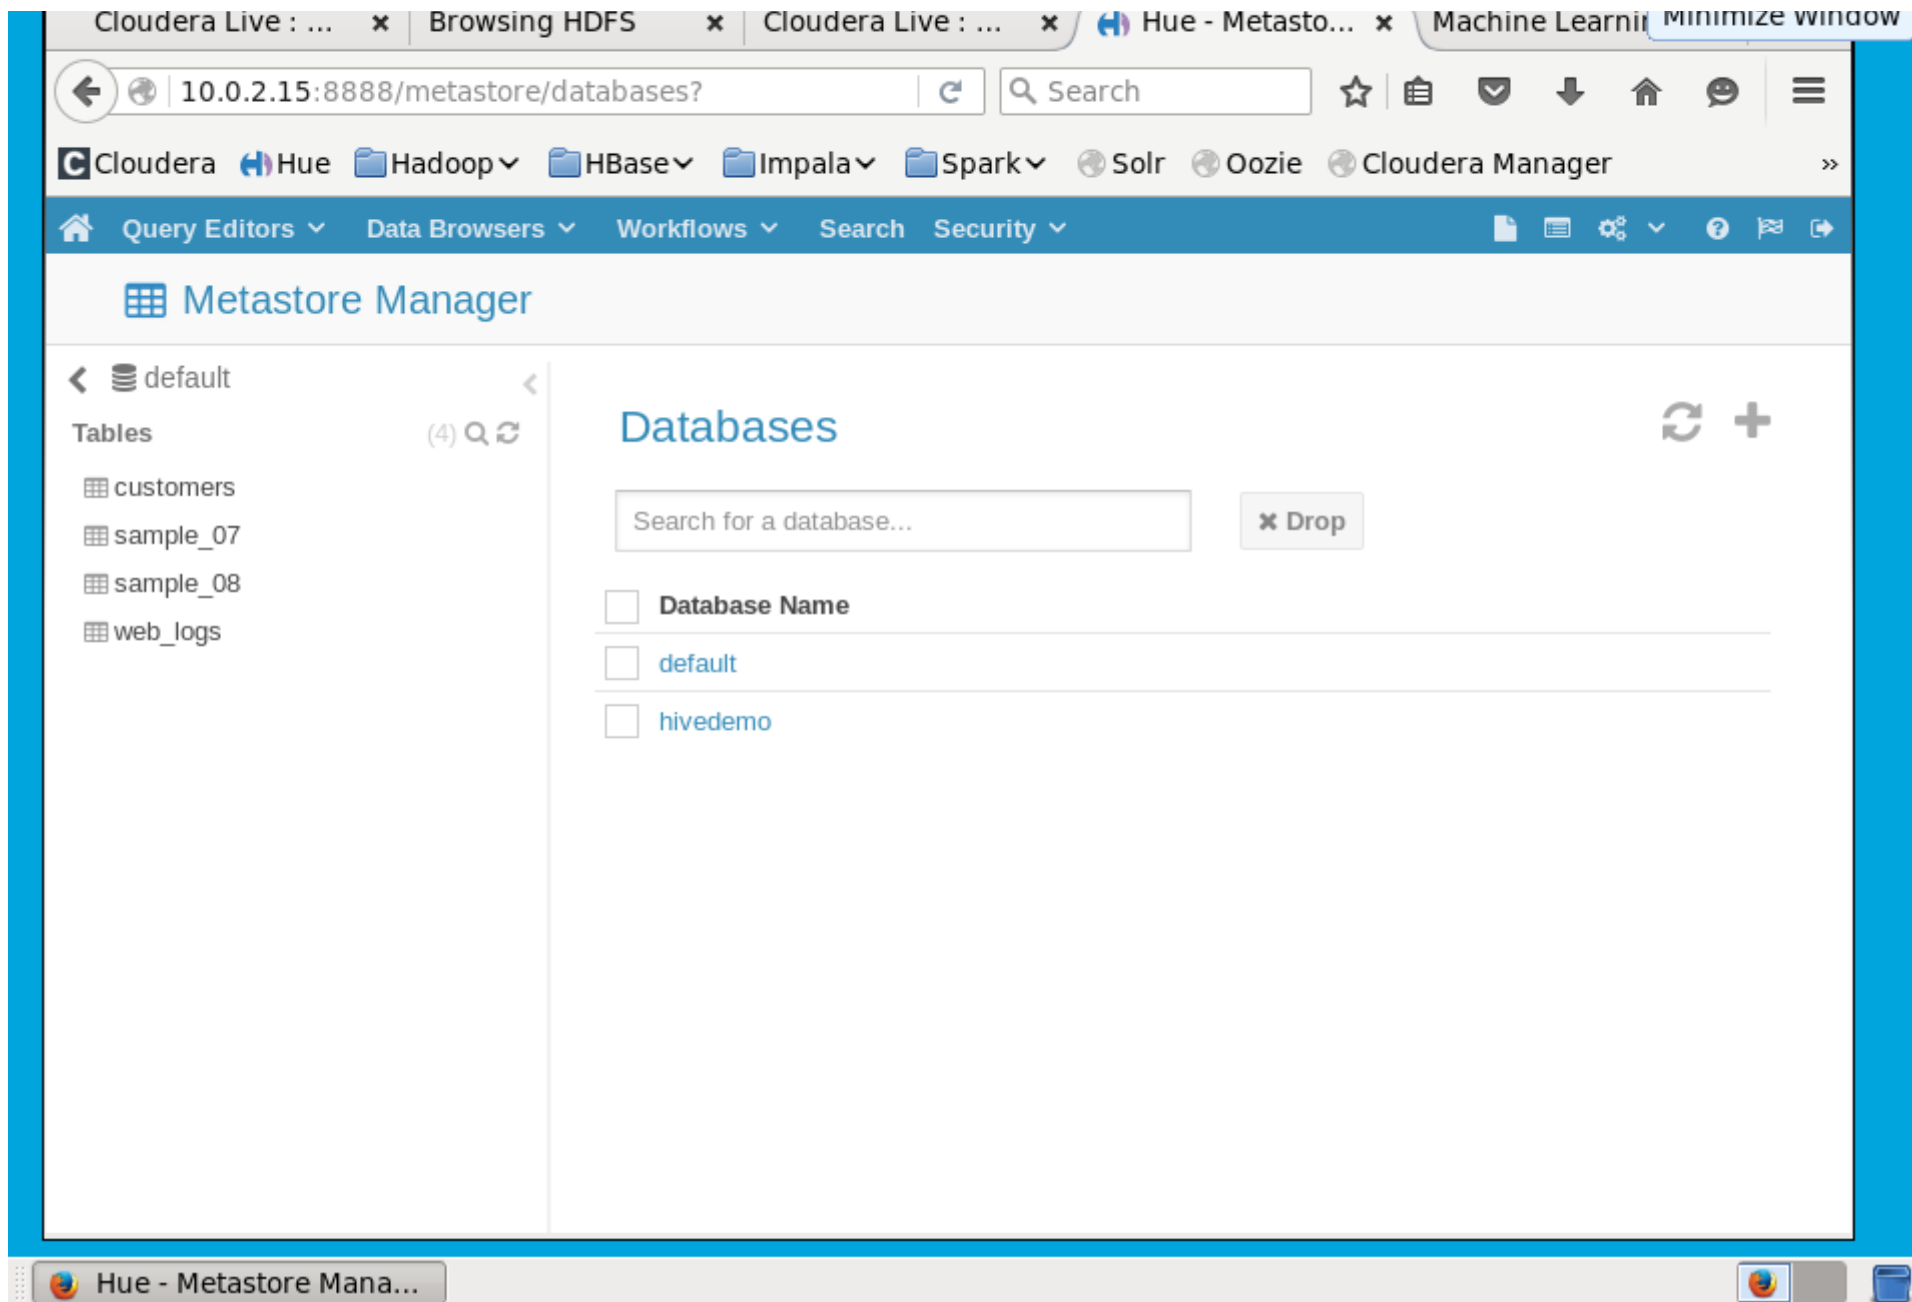 Cloudera Live : ... Browsing HDFS Cloudera Live : ... Hue - Metasto... Machine Learnin Minimize Window
10.0.2.15:8888/metastore/databases? Search
Cloudera Hue Hadoop HBase Impala Spark Solr Oozie Cloudera Manager »
Query Editors Data Browsers Workflows Search Security
Metastore Manager
default
Tables (4)
customers
sample_07
sample_08
web_logs
Databases
Search for a database... Drop
Database Name
default
hivedemo
Hue - Metastore Mana...